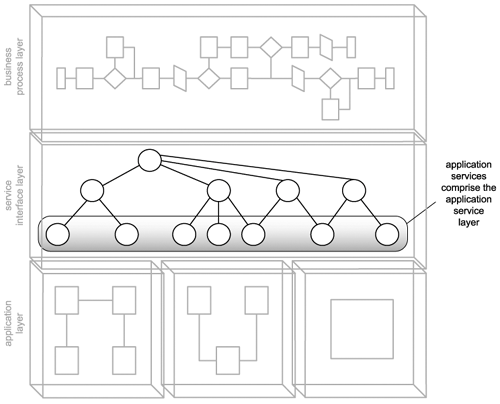 business
process layer
service
interface layer
application
layer
application
services
comprise the
application
service
layer